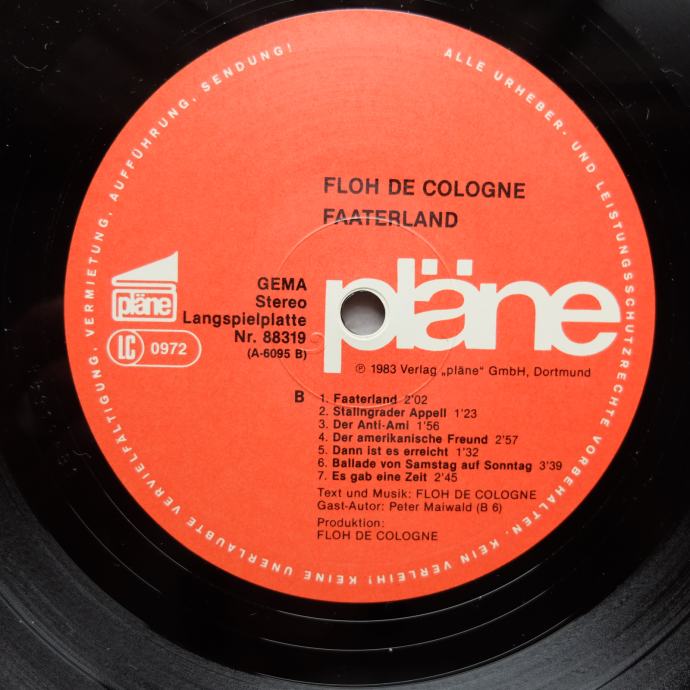 ALLE URHEBER- UND LEISTUNGSSCHUTZRECHTE VORBEHALTEN. KEIN VERLEIH! KEINE UNERLAUBTE VERVIELFÄLTIGUNG, VERMIETUNG, AUFFÜHRUNG, SENDUNG!
FLOH DE COLOGNE
FAATERLAND
pläne
LC 0972
GEMA
Stereo
Langspielplatte
Nr. 88319
(A-6095 B)
pläne
℗ 1983 Verlag „pläne“ GmbH, Dortmund
B 1. Faaterland 2'02
2. Stalingrader Appell 1'23
3. Der Anti-Ami 1'56
4. Der amerikanische Freund 2'57
5. Dann ist es erreicht 1'32
6. Ballade von Samstag auf Sonntag 3'39
7. Es gab eine Zeit 2'45
Text und Musik: FLOH DE COLOGNE
Gast-Autor: Peter Maiwald (B 6)
Produktion:
FLOH DE COLOGNE